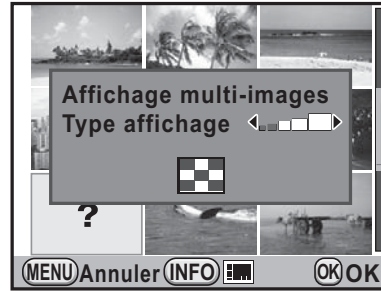 Affichage multi-images
Type affichage
?
MENU Annuler INFO OK OK